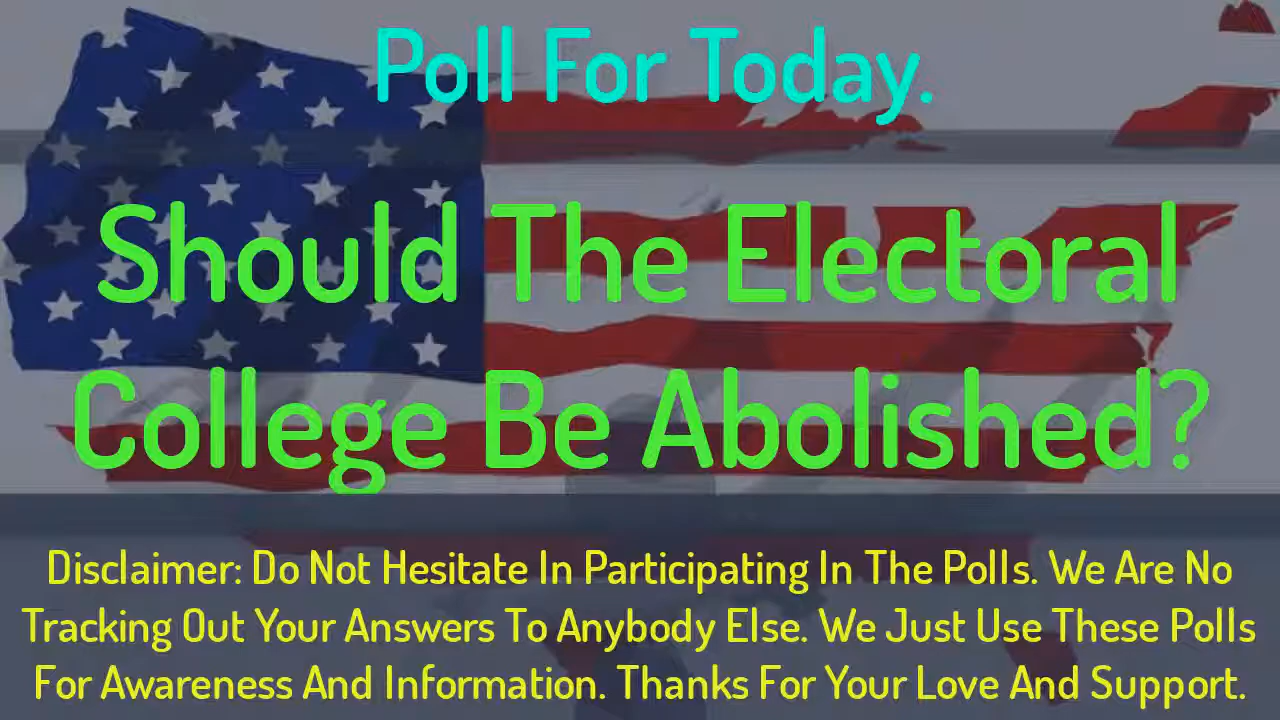 Poll For Today.
Should The Electoral
College Be Abolished?
Disclaimer: Do Not Hesitate In Participating In The Polls. We Are No
Tracking Out Your Answers To Anybody Else. We Just Use These Polls
For Awareness And Information. Thanks For Your Love And Support.